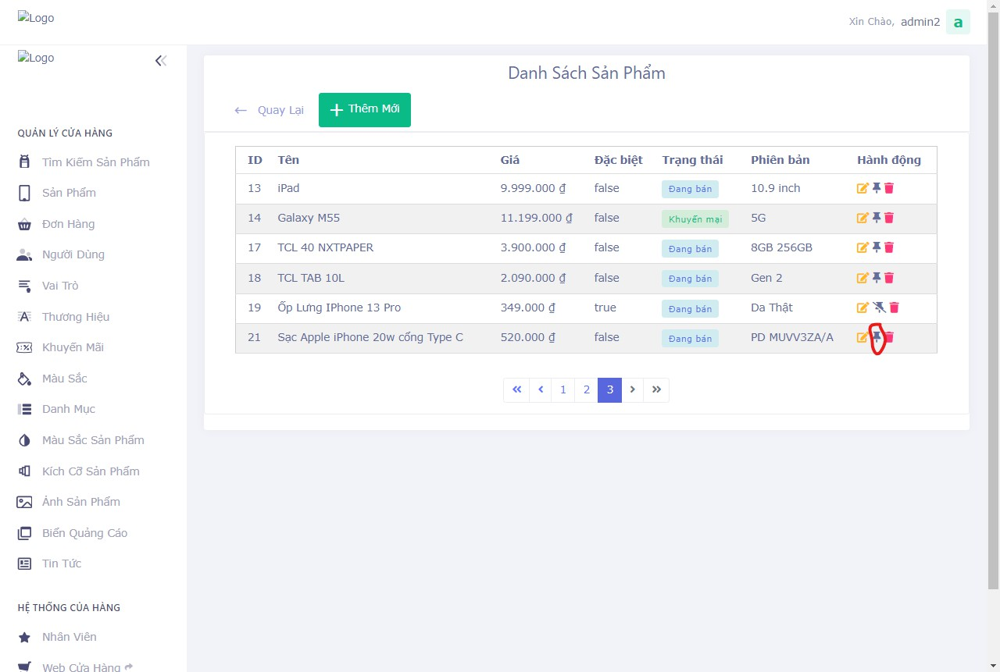 Logo
Xin Chào, admin2 a
Logo
QUẢN LÝ CỬA HÀNG
Tìm Kiếm Sản Phẩm
Sản Phẩm
Đơn Hàng
Người Dùng
Vai Trò
Thương Hiệu
Khuyến Mãi
Màu Sắc
Danh Mục
Màu Sắc Sản Phẩm
Kích Cỡ Sản Phẩm
Ảnh Sản Phẩm
Biển Quảng Cáo
Tin Tức
HỆ THỐNG CỦA HÀNG
Nhân Viên
Web Cửa Hàng
Danh Sách Sản Phẩm
← Quay Lại + Thêm Mới
ID Tên Giá Đặc biệt Trạng thái Phiên bản Hành động
13 iPad 9.999.000 ₫ false Đang bán 10.9 inch
14 Galaxy M55 11.199.000 ₫ false Khuyến mại 5G
17 TCL 40 NXTPAPER 3.900.000 ₫ false Đang bán 8GB 256GB
18 TCL TAB 10L 2.090.000 ₫ false Đang bán Gen 2
19 Ốp Lưng IPhone 13 Pro 349.000 ₫ true Đang bán Da Thật
21 Sạc Apple iPhone 20w cổng Type C 520.000 ₫ false Đang bán PD MUVV3ZA/A
« ‹ 1 2 3 › »